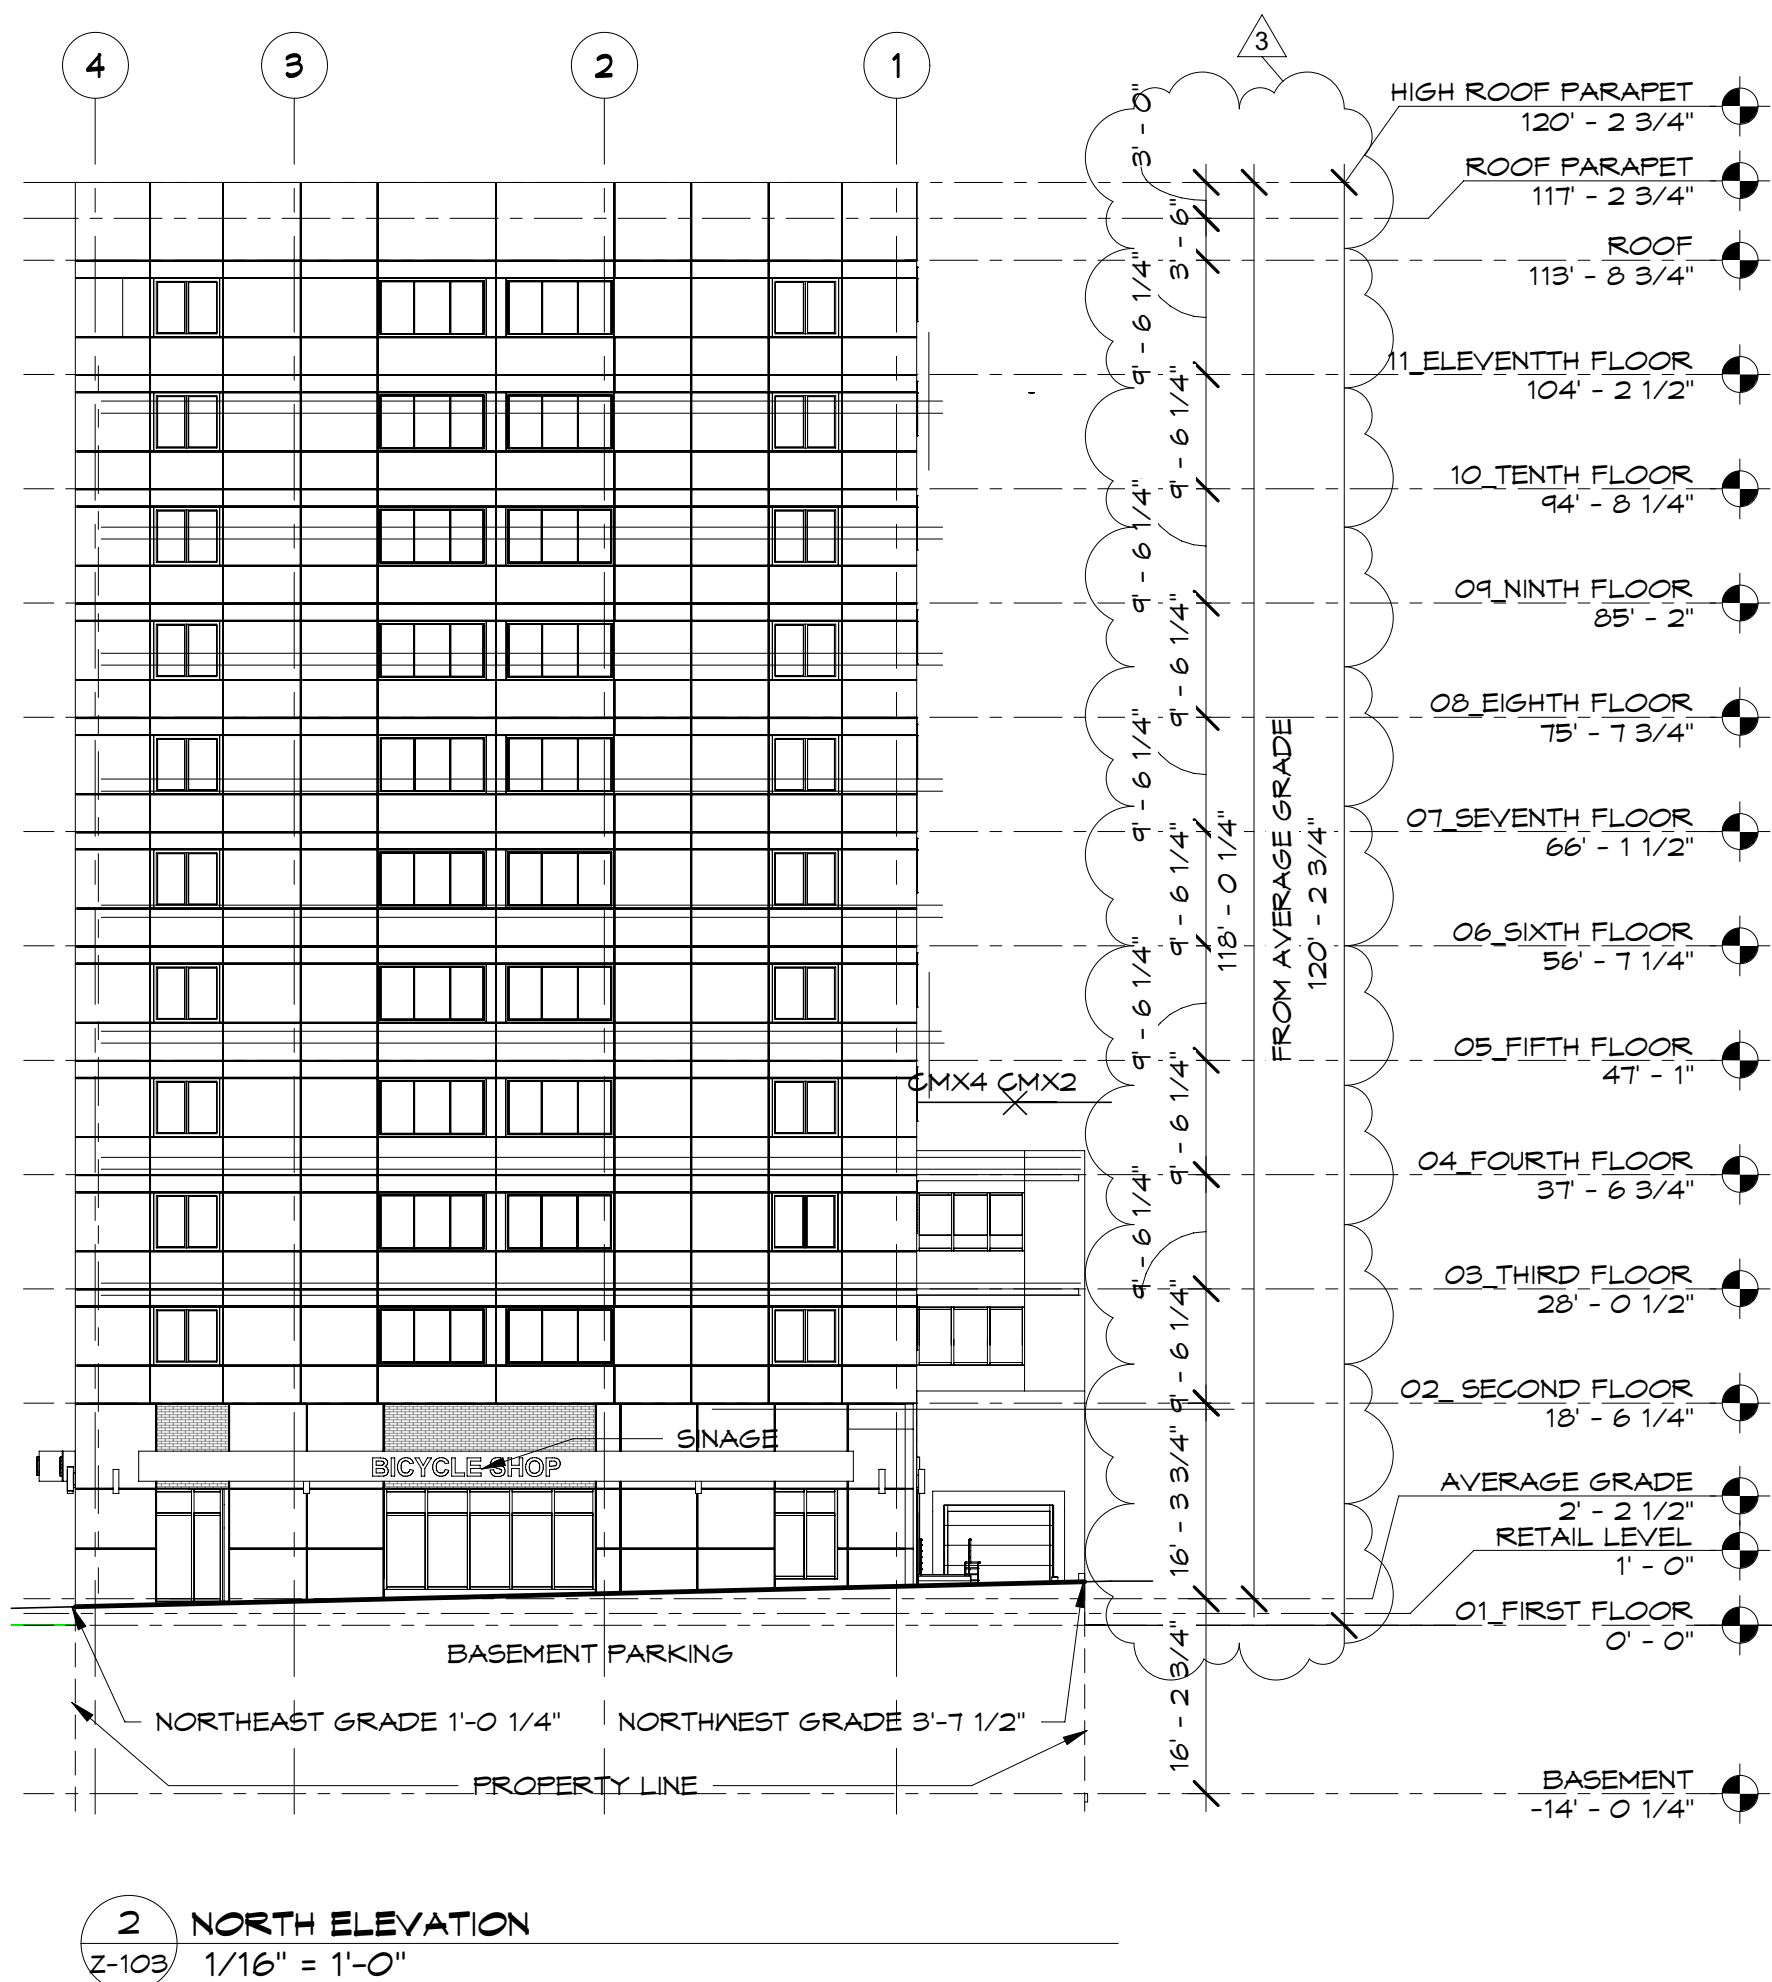 4
3
2
1
3
HIGH ROOF PARAPET
120' - 2 3/4"
ROOF PARAPET
117' - 2 3/4"
ROOF
113' - 8 3/4"
11_ELEVENTTH FLOOR
104' - 2 1/2"
10_TENTH FLOOR
94' - 8 1/4"
09_NINTH FLOOR
85' - 2"
08_EIGHTH FLOOR
75' - 7 3/4"
07_SEVENTH FLOOR
66' - 1 1/2"
06_SIXTH FLOOR
56' - 7 1/4"
05_FIFTH FLOOR
47' - 1"
04_FOURTH FLOOR
37' - 6 3/4"
03_THIRD FLOOR
28' - 0 1/2"
02_ SECOND FLOOR
18' - 6 1/4"
AVERAGE GRADE
2' - 2 1/2"
RETAIL LEVEL
1' - 0"
01_FIRST FLOOR
0' - 0"
BASEMENT
-14' - 0 1/4"
3' - 0"
3' - 6"
9' - 6 1/4"
9' - 6 1/4"
9' - 6 1/4"
9' - 6 1/4"
9' - 6 1/4"
9' - 6 1/4"
9' - 6 1/4"
9' - 6 1/4"
9' - 6 1/4"
9' - 6 1/4"
16' - 3 3/4"
16' - 2 3/4"
118' - 0 1/4"
FROM AVERAGE GRADE
120' - 2 3/4"
CMX4 CMX2
SINAGE
BICYCLE SHOP
BASEMENT PARKING
NORTHEAST GRADE 1'-0 1/4"
NORTHWEST GRADE 3'-7 1/2"
PROPERTY LINE
2
Z-103
NORTH ELEVATION
1/16" = 1'-0"